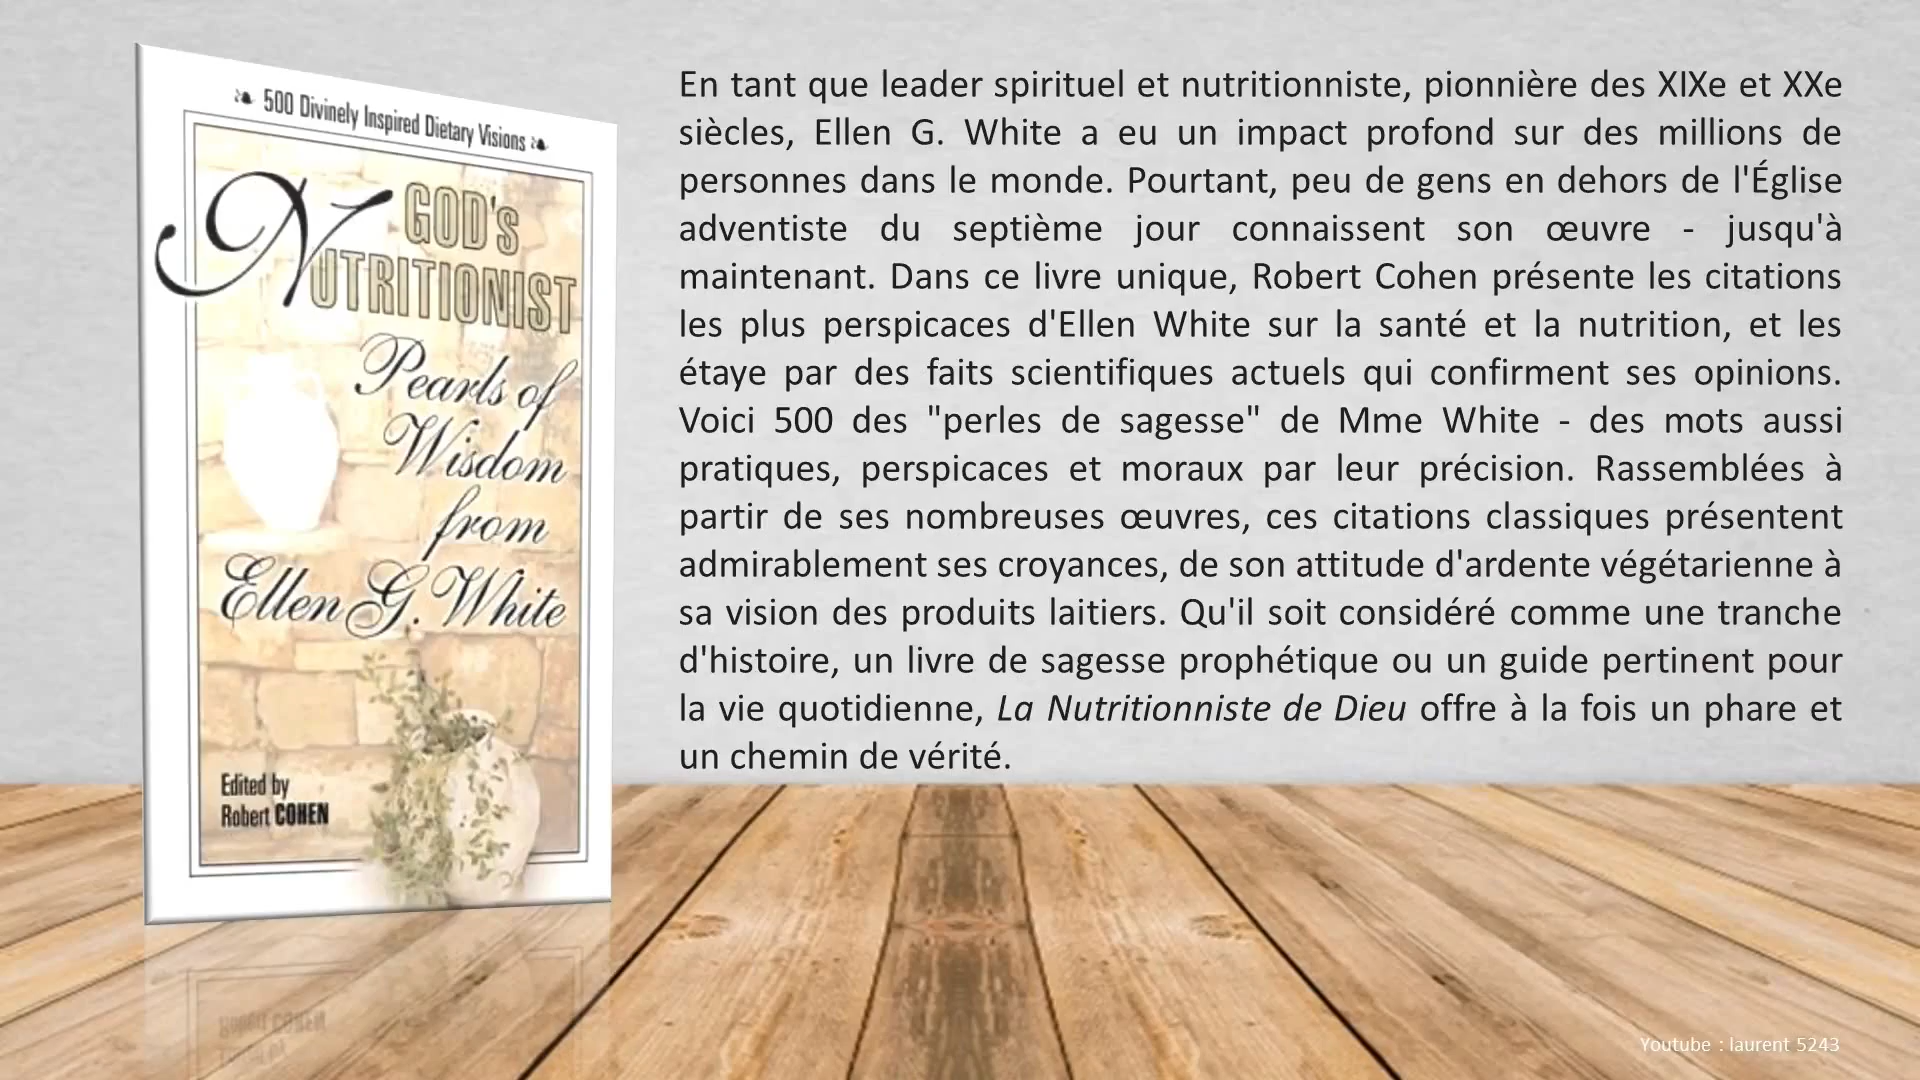 500 Divinely Inspired Dietary Visions
GOD's
NUTRITIONIST
Pearls of
Wisdom
from
Ellen G. White
Edited by
Robert COHEN
En tant que leader spirituel et nutritionniste, pionnière des XIXe et XXe
siècles, Ellen G. White a eu un impact profond sur des millions de
personnes dans le monde. Pourtant, peu de gens en dehors de l'Église
adventiste du septième jour connaissent son œuvre - jusqu'à
maintenant. Dans ce livre unique, Robert Cohen présente les citations
les plus perspicaces d'Ellen White sur la santé et la nutrition, et les
étaye par des faits scientifiques actuels qui confirment ses opinions.
Voici 500 des "perles de sagesse" de Mme White - des mots aussi
pratiques, perspicaces et moraux par leur précision. Rassemblées à
partir de ses nombreuses œuvres, ces citations classiques présentent
admirablement ses croyances, de son attitude d'ardente végétarienne à
sa vision des produits laitiers. Qu'il soit considéré comme une tranche
d'histoire, un livre de sagesse prophétique ou un guide pertinent pour
la vie quotidienne, La Nutritionniste de Dieu offre à la fois un phare et
un chemin de vérité.
Youtube : laurent 5243